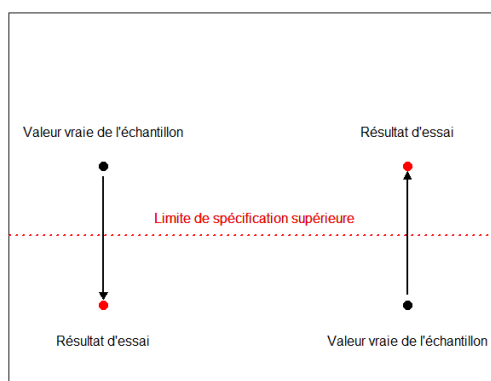 Valeur vraie de l'échantillon
Résultat d'essai
Limite de spécification supérieure
Résultat d'essai
Valeur vraie de l'échantillon